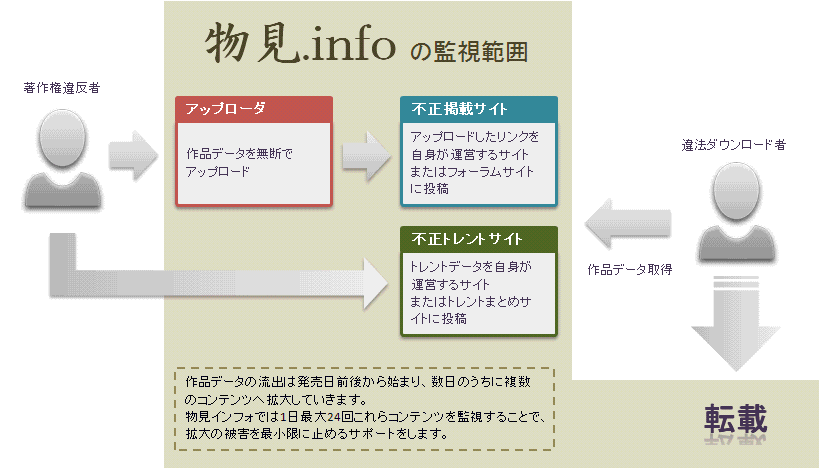 物見.info の監視範囲
著作権違反者
アップローダ
作品データを無断で
アップロード
不正掲載サイト
アップロードしたリンクを
自身が運営するサイト
またはフォーラムサイト
に投稿
違法ダウンロード者
不正トレントサイト
トレントデータを自身が
運営するサイト
またはトレントまとめサ
イトに投稿
作品データ取得
作品データの流出は発売日前後から始まり、数日のうちに複数
のコンテンツへ拡大していきます。
物見インフォでは1日最大24回これらコンテンツを監視することで、
拡大の被害を最小限に止めるサポートをします。
転載